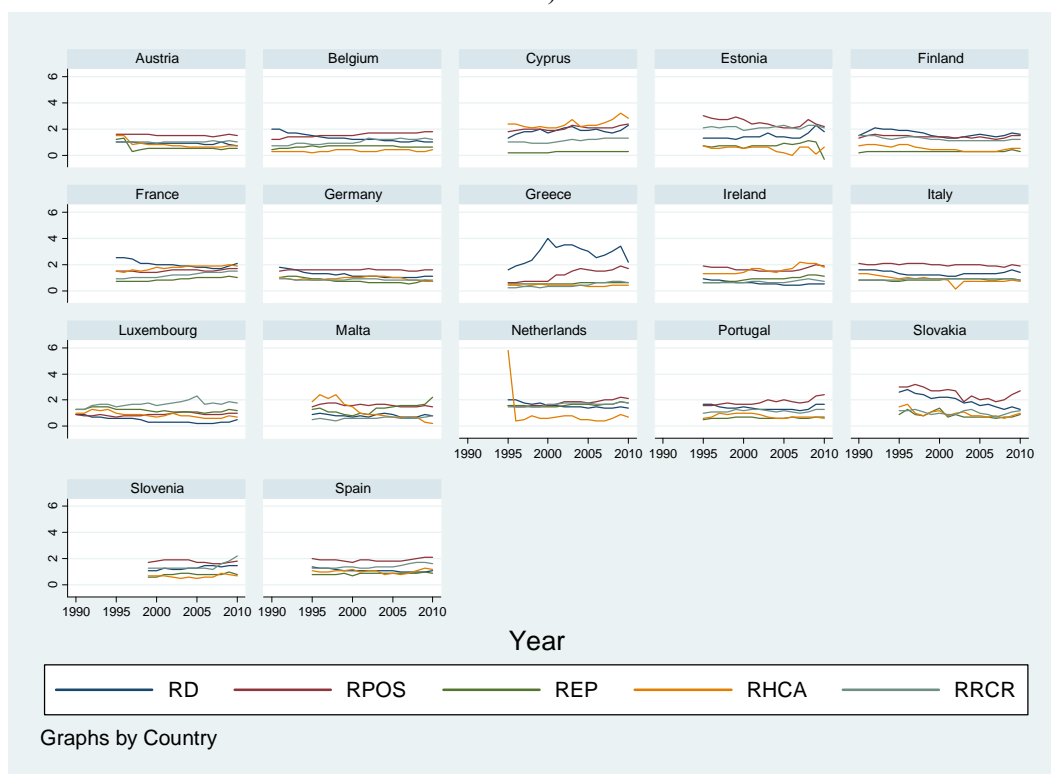 )
Austria Belgium Cyprus Estonia Finland
0 2 4 6
France Germany Greece Ireland Italy
0 2 4 6
Luxembourg Malta Netherlands Portugal Slovakia
0 2 4 6
1990 1995 2000 2005 2010 1990 1995 2000 2005 2010 1990 1995 2000 2005 2010
Slovenia Spain
0 2 4 6
1990 1995 2000 2005 2010 1990 1995 2000 2005 2010
Year
RD RPOS REP RHCA RRCR
Graphs by Country